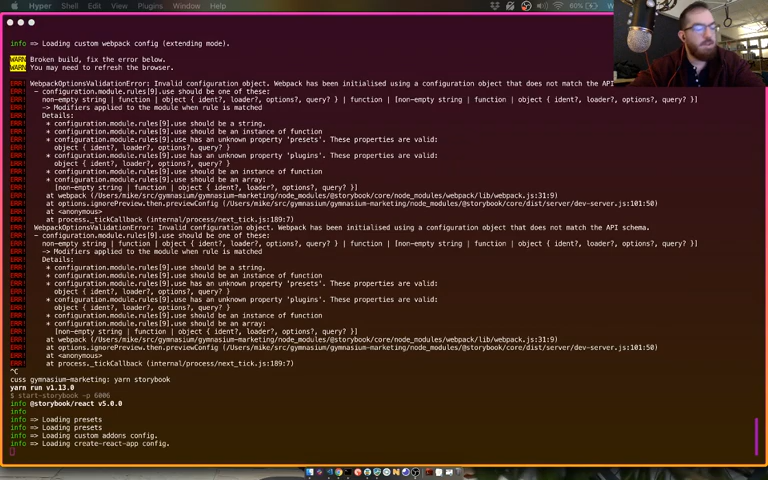 Hyper Shell Edit View Plugins Window Help
60%
info => Loading custom webpack config (extending mode).
WARN Broken build, fix the error below.
WARN You may need to refresh the browser.
ERR! WebpackOptionsValidationError: Invalid configuration object. Webpack has been initialised using a configuration object that does not match the API
ERR! - configuration.module.rules[9].use should be one of these:
ERR! non-empty string | function | object { ident?, loader?, options?, query? } | function | [non-empty string | function | object { ident?, loader?, options?, query? }]
ERR! -> Modifiers applied to the module when rule is matched
ERR! Details:
ERR! * configuration.module.rules[9].use should be a string.
ERR! * configuration.module.rules[9].use should be an instance of function
ERR! * configuration.module.rules[9].use has an unknown property 'presets'. These properties are valid:
ERR! object { ident?, loader?, options?, query? }
ERR! * configuration.module.rules[9].use has an unknown property 'plugins'. These properties are valid:
ERR! object { ident?, loader?, options?, query? }
ERR! * configuration.module.rules[9].use should be an instance of function
ERR! * configuration.module.rules[9].use should be an array:
ERR! [non-empty string | function | object { ident?, loader?, options?, query? }]
ERR! at webpack (/Users/mike/src/gymnasium/gymnasium-marketing/node_modules/@storybook/core/node_modules/webpack/lib/webpack.js:31:9)
ERR! at options.ignorePreview.then.previewConfig (/Users/mike/src/gymnasium/gymnasium-marketing/node_modules/@storybook/core/dist/server/dev-server.js:101:50)
ERR! at <anonymous>
ERR! at process._tickCallback (internal/process/next_tick.js:189:7)
ERR! WebpackOptionsValidationError: Invalid configuration object. Webpack has been initialised using a configuration object that does not match the API schema.
ERR! - configuration.module.rules[9].use should be one of these:
ERR! non-empty string | function | object { ident?, loader?, options?, query? } | function | [non-empty string | function | object { ident?, loader?, options?, query? }]
ERR! -> Modifiers applied to the module when rule is matched
ERR! Details:
ERR! * configuration.module.rules[9].use should be a string.
ERR! * configuration.module.rules[9].use should be an instance of function
ERR! * configuration.module.rules[9].use has an unknown property 'presets'. These properties are valid:
ERR! object { ident?, loader?, options?, query? }
ERR! * configuration.module.rules[9].use has an unknown property 'plugins'. These properties are valid:
ERR! object { ident?, loader?, options?, query? }
ERR! * configuration.module.rules[9].use should be an instance of function
ERR! * configuration.module.rules[9].use should be an array:
ERR! [non-empty string | function | object { ident?, loader?, options?, query? }]
ERR! at webpack (/Users/mike/src/gymnasium/gymnasium-marketing/node_modules/@storybook/core/node_modules/webpack/lib/webpack.js:31:9)
ERR! at options.ignorePreview.then.previewConfig (/Users/mike/src/gymnasium/gymnasium-marketing/node_modules/@storybook/core/dist/server/dev-server.js:101:50)
ERR! at <anonymous>
ERR! at process._tickCallback (internal/process/next_tick.js:189:7)
^C
cuss gymnasium-marketing: yarn storybook
yarn run v1.13.0
$ start-storybook -p 6006
info @storybook/react v5.0.0
info
info => Loading presets
info => Loading presets
info => Loading custom addons config.
info => Loading create-react-app config.